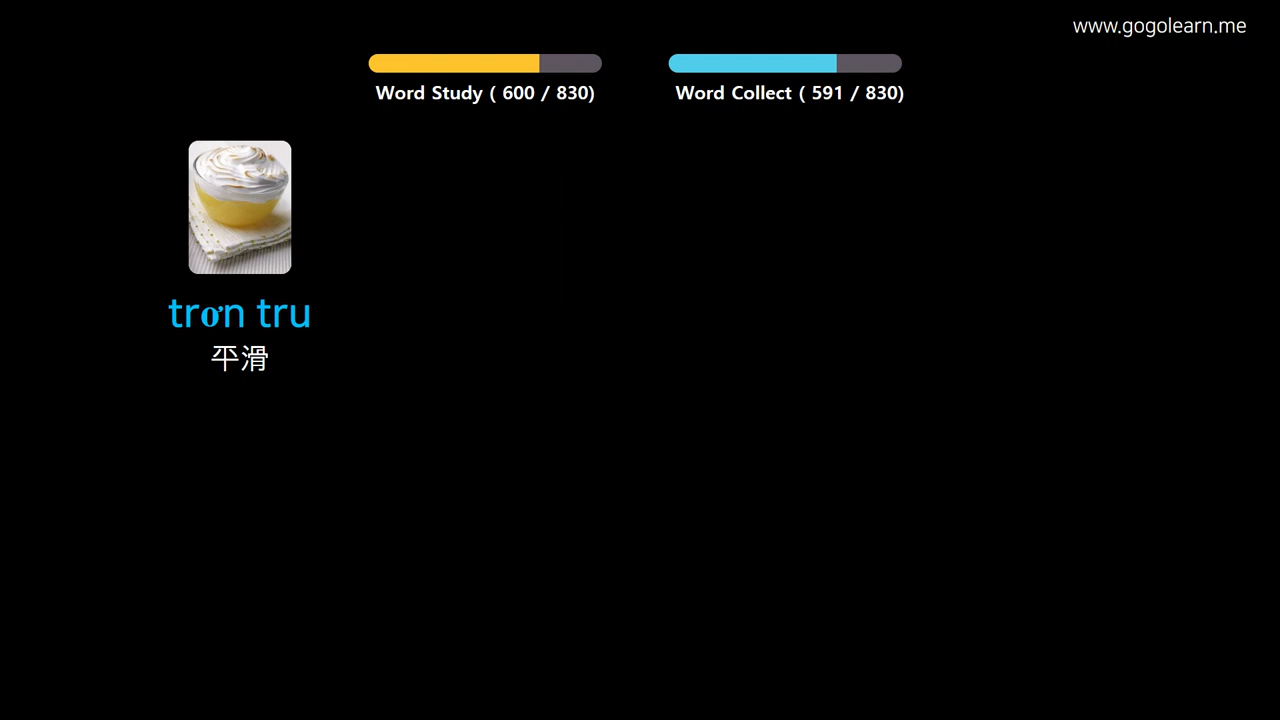 www.gogolearn.me
Word Study ( 600 / 830)
Word Collect ( 591 / 830)
trơn tru
平滑